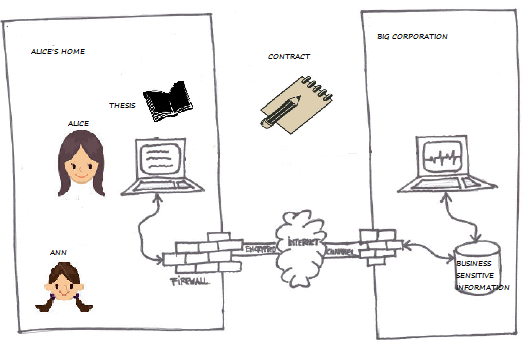 ALICE'S HOME
CONTRACT
BIG CORPORATION
THESIS
ALICE
ANN
ENCRYPTED
INTERNET
CHANNEL
FIREWALL
BUSINESS
SENSITIVE
INFORMATION